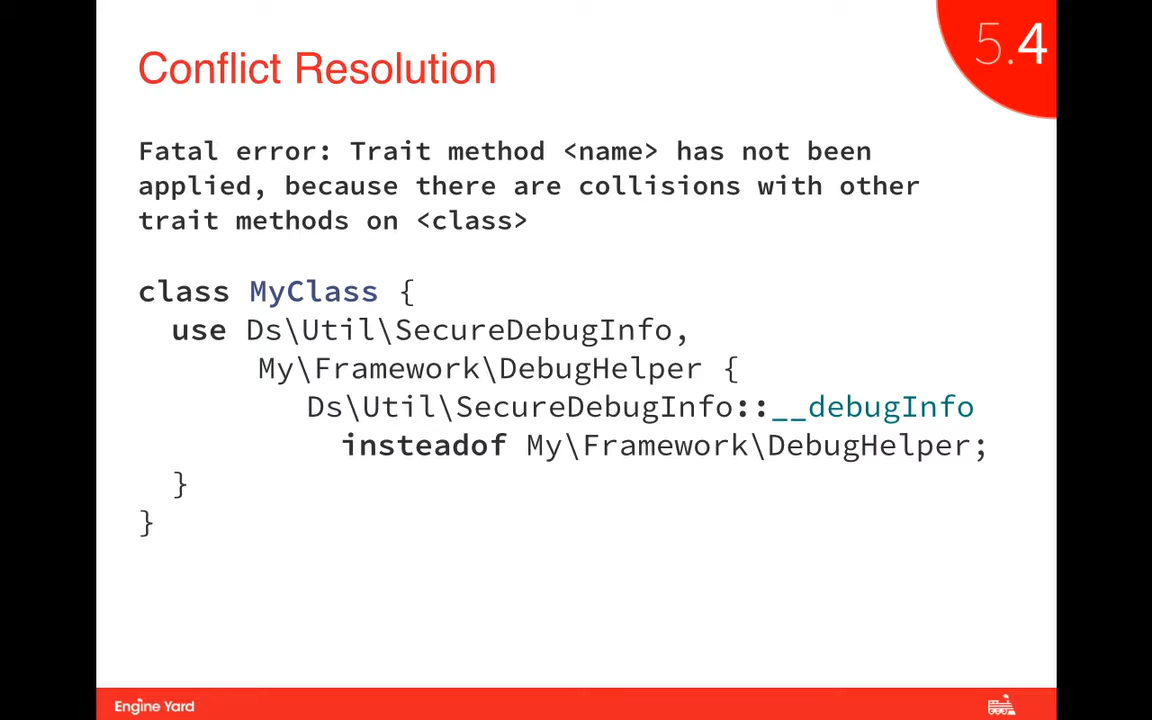 5.4
Conflict Resolution
Fatal error: Trait method <name> has not been
applied, because there are collisions with other
trait methods on <class>
class MyClass {
use Ds\Util\SecureDebugInfo,
My\Framework\DebugHelper {
Ds\Util\SecureDebugInfo::__debugInfo
insteadof My\Framework\DebugHelper;
}
}
Engine Yard